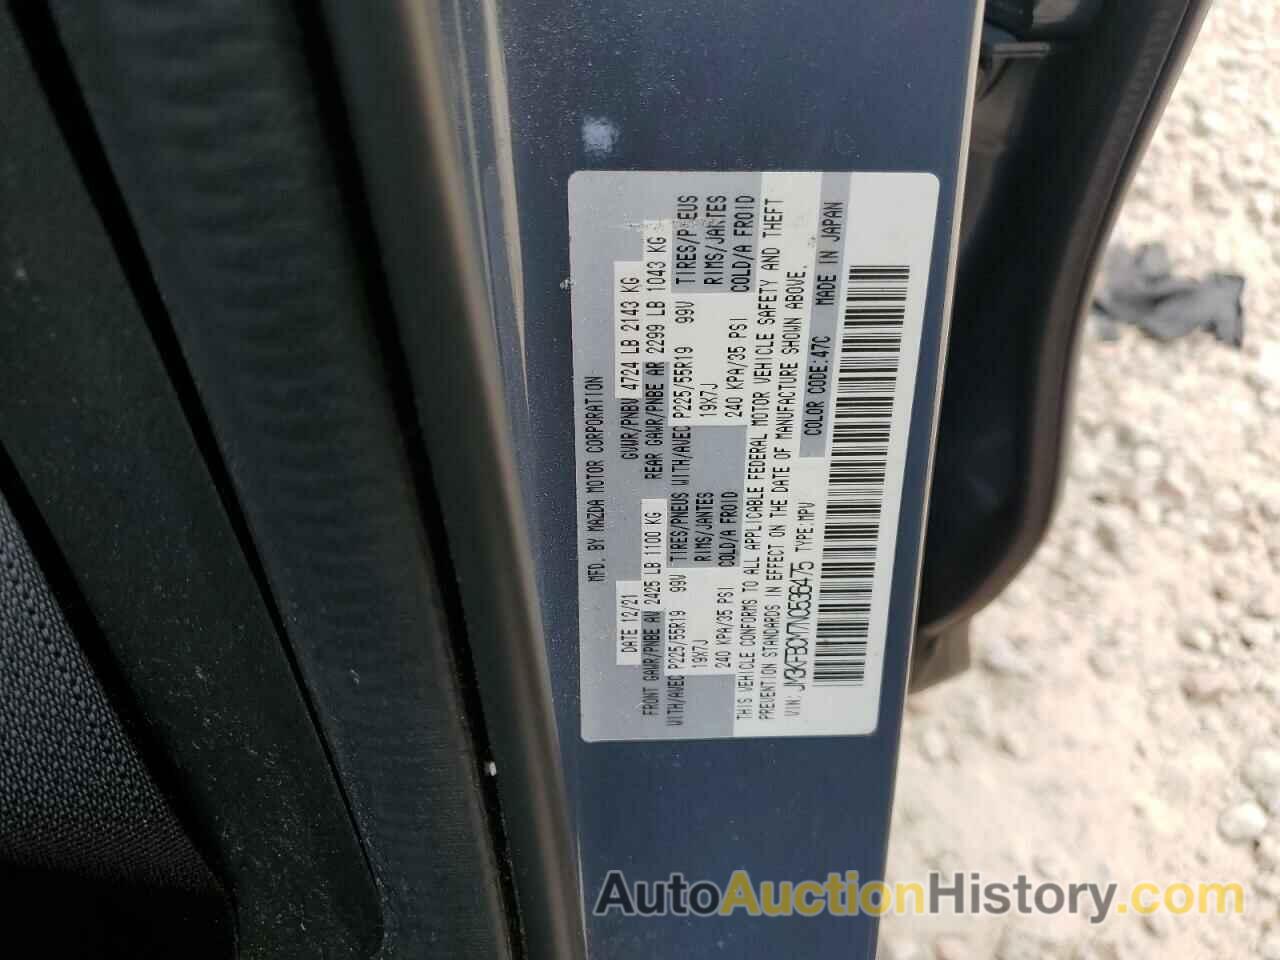 MFD. BY MAZDA MOTOR CORPORATION
DATE 12/21 GVWR/PNBV 4724 LB 2143 KG
FRONT GAWR/PNBE AV 2425 LB 1100 KG REAR GAWR/PNBE AR 2299 LB 1043 KG
WITH/AVEC P225/55R19 99V TIRES/PNEUS WITH/AVEC P225/55R19 99V TIRES/PNEUS
19X7J RIMS/JANTES 19X7J RIMS/JANTES
240 KPA/35 PSI COLD/A FROID 240 KPA/35 PSI COLD/A FROID
THIS VEHICLE CONFORMS TO ALL APPLICABLE FEDERAL MOTOR VEHICLE SAFETY AND THEFT
PREVENTION STANDARDS IN EFFECT ON THE DATE OF MANUFACTURE SHOWN ABOVE.
VIN: JM3KFBCM7N0536475 TYPE:MPV COLOR CODE:47C MADE IN JAPAN
AutoAuctionHistory.com